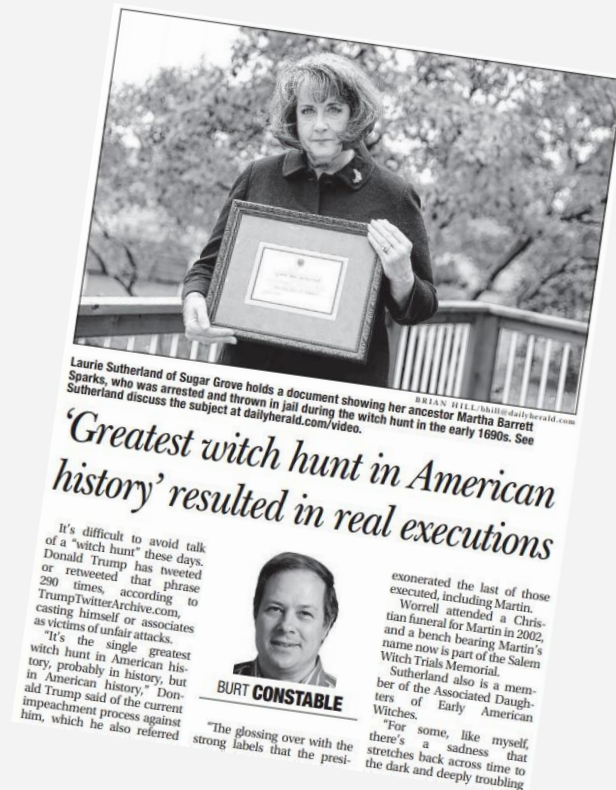 BRIAN HILL/bhill@dailyherald.com
Laurie Sutherland of Sugar Grove holds a document showing her ancestor Martha Barrett
Sparks, who was arrested and thrown in jail during the witch hunt in the early 1690s. See
Sutherland discuss the subject at dailyherald.com/video.
‘Greatest witch hunt in American
history’ resulted in real executions
It's difficult to avoid talk
of a “witch hunt” these days.
Donald Trump has tweeted
or retweeted that phrase
290 times, according to
TrumpTwitterArchive.com,
casting himself or associates
as victims of unfair attacks.
“It's the single greatest
witch hunt in American his-
tory, probably in history, but
in American history,” Don-
ald Trump said of the current
impeachment process against
him, which he also referred
BURT CONSTABLE
“The glossing over with the
strong labels that the presi-
exonerated the last of those
executed, including Martin.
Worrell attended a Chris-
tian funeral for Martin in 2002,
and a bench bearing Martin's
name now is part of the Salem
Witch Trials Memorial.
Sutherland also is a mem-
ber of the Associated Daugh-
ters of Early American
Witches.
“For some, like myself,
there's a sadness that
stretches back across time to
the dark and deeply troubling